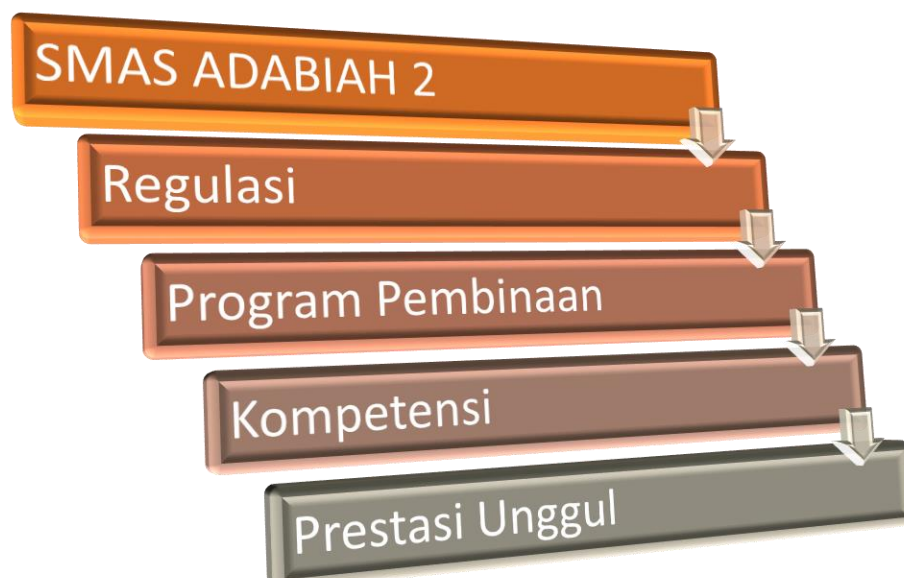 SMAS ADABIAH 2
Regulasi
Program Pembinaan
Kompetensi
Prestasi Unggul